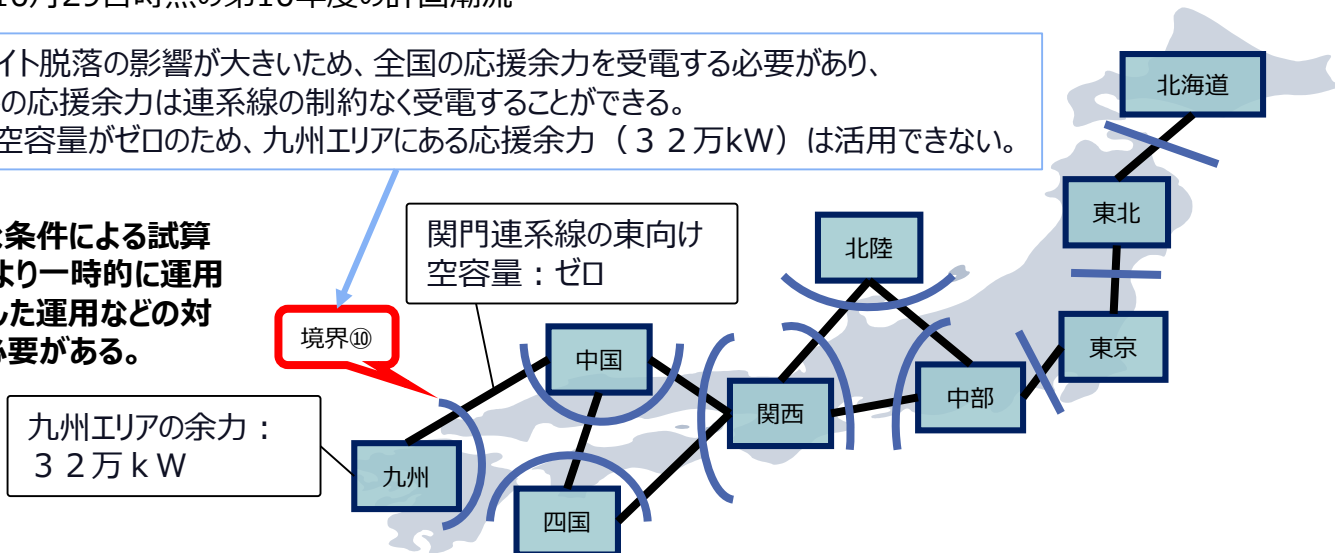 10月29日時点の第10年度の計画潮流
イト脱落の影響が大きいため、全国の応援余力を受電する必要があり、
の応援余力は連系線の制約なく受電することができる。
空容量がゼロのため、九州エリアにある応援余力（３２万kW）は活用できない。
北海道
東北
条件による試算
より一時的に運用
した運用などの対
必要がある。
関門連系線の東向け
空容量：ゼロ
北陸
境界⑩
中国
東京
中部
関西
九州エリアの余力：
３２万ｋＷ
九州
四国